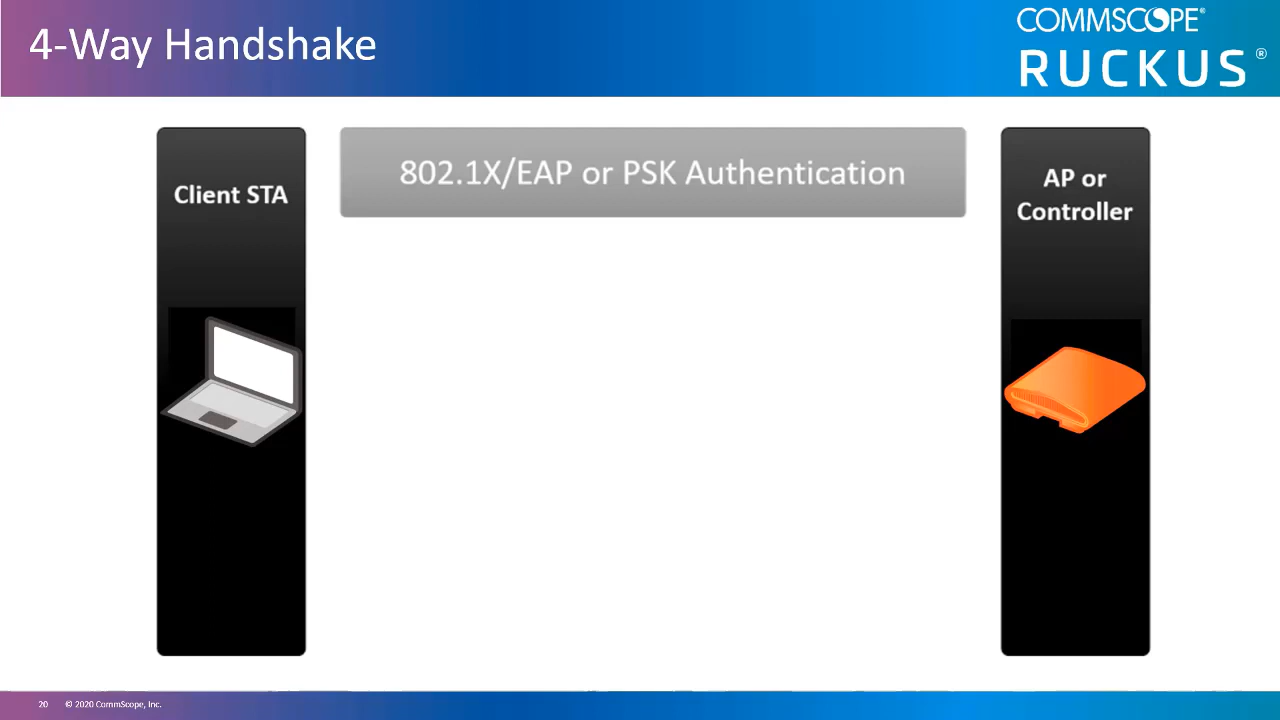 4-Way Handshake
COMMSCOPE®
RUCKUS®
Client STA
802.1X/EAP or PSK Authentication
AP or
Controller
20 © 2020 CommScope, Inc.